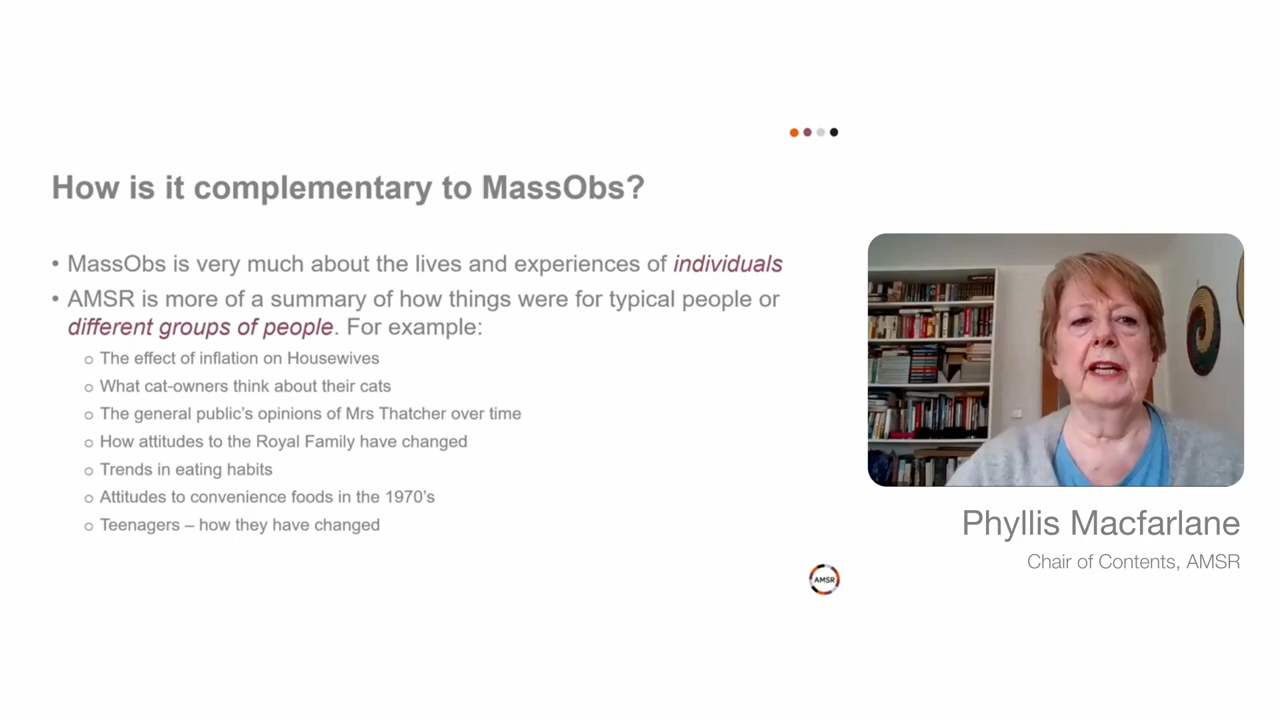 How is it complementary to MassObs?
• MassObs is very much about the lives and experiences of individuals
• AMSR is more of a summary of how things were for typical people or
different groups of people. For example:
o The effect of inflation on Housewives
o What cat-owners think about their cats
o The general public's opinions of Mrs Thatcher over time
o How attitudes to the Royal Family have changed
o Trends in eating habits
o Attitudes to convenience foods in the 1970's
o Teenagers – how they have changed
AMSR
Phyllis Macfarlane
Chair of Contents, AMSR